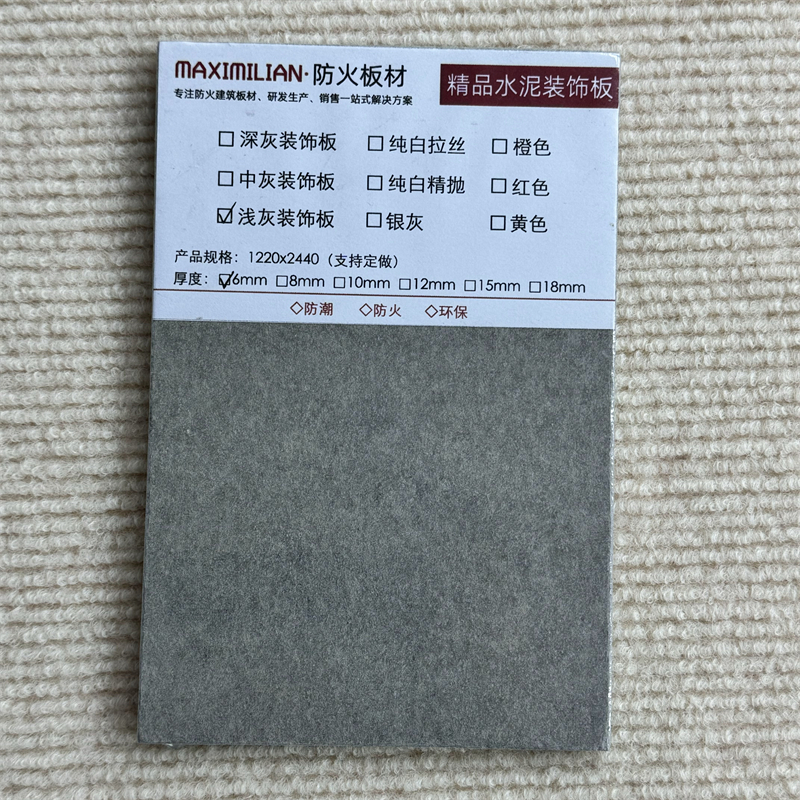 MAXIMILIAN·防火板材
专注防火建筑板材、研发生产、销售一站式解决方案
精品水泥装饰板
☐深灰装饰板 ☐纯白拉丝 ☐橙色
☐中灰装饰板 ☐纯白精抛 ☐红色
☑浅灰装饰板 ☐银灰 ☐黄色
产品规格：1220x2440（支持定做）
厚度：☑6mm ☐8mm ☐10mm ☐12mm ☐15mm ☐18mm
◇防潮 ◇防火 ◇环保